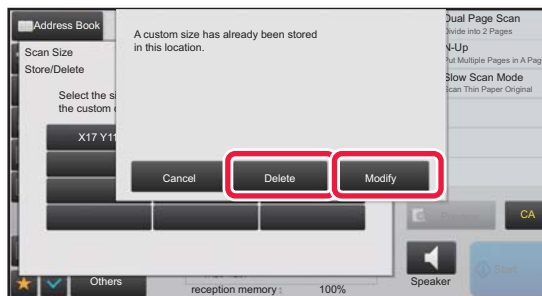 Address Book
Scan Size
Store/Delete
Select the si
the custom
X17 Y11
A custom size has already been stored
in this location.
Cancel
Delete
Modify
Dual Page Scan
Divide into 2 Pages
N-Up
Put Multiple Pages in A Pag
Slow Scan Mode
Scan Thin Paper Original
CA
Start
Speaker
Others
reception memory : 100%